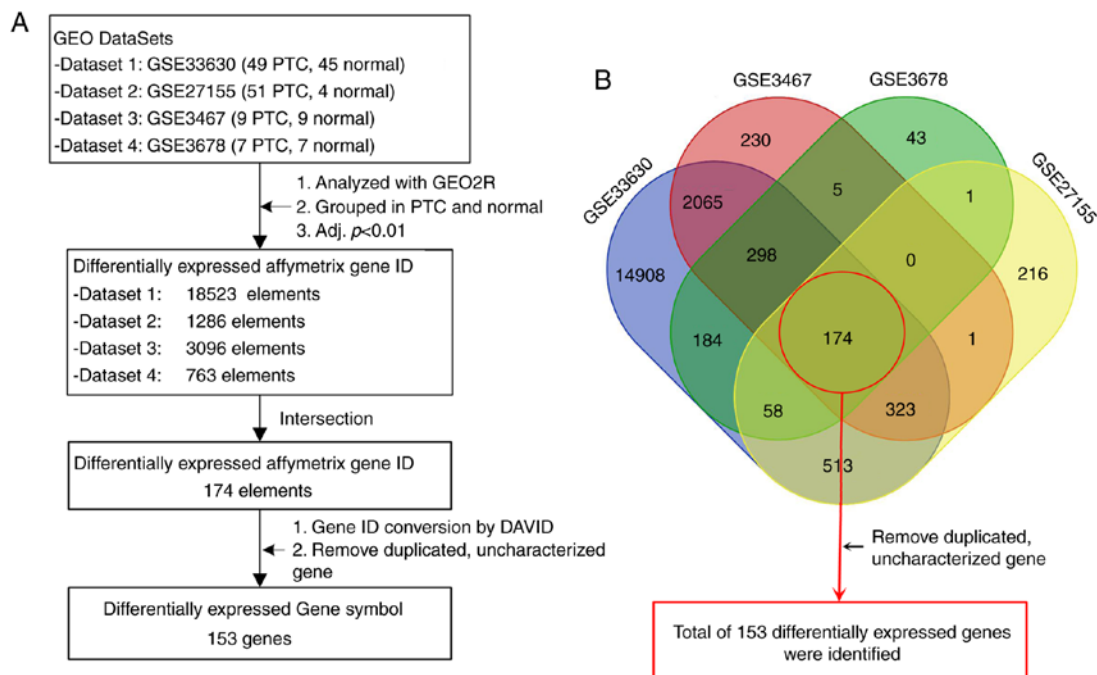 A
GEO DataSets
-Dataset 1: GSE33630 (49 PTC, 45 normal)
-Dataset 2: GSE27155 (51 PTC, 4 normal)
-Dataset 3: GSE3467 (9 PTC, 9 normal)
-Dataset 4: GSE3678 (7 PTC, 7 normal)
1. Analyzed with GEO2R
2. Grouped in PTC and normal
3. Adj. p<0.01
Differentially expressed affymetrix gene ID
-Dataset 1: 18523 elements
-Dataset 2: 1286 elements
-Dataset 3: 3096 elements
-Dataset 4: 763 elements
Intersection
Differentially expressed affymetrix gene ID
174 elements
1. Gene ID conversion by DAVID
2. Remove duplicated, uncharacterized
gene
Differentially expressed Gene symbol
153 genes
B
GSE33630
GSE3467
GSE3678
GSE27155
230
43
2065
5
1
14908
298
0
216
184
174
1
58
323
513
Remove duplicated,
uncharacterized gene
Total of 153 differentially expressed genes
were identified